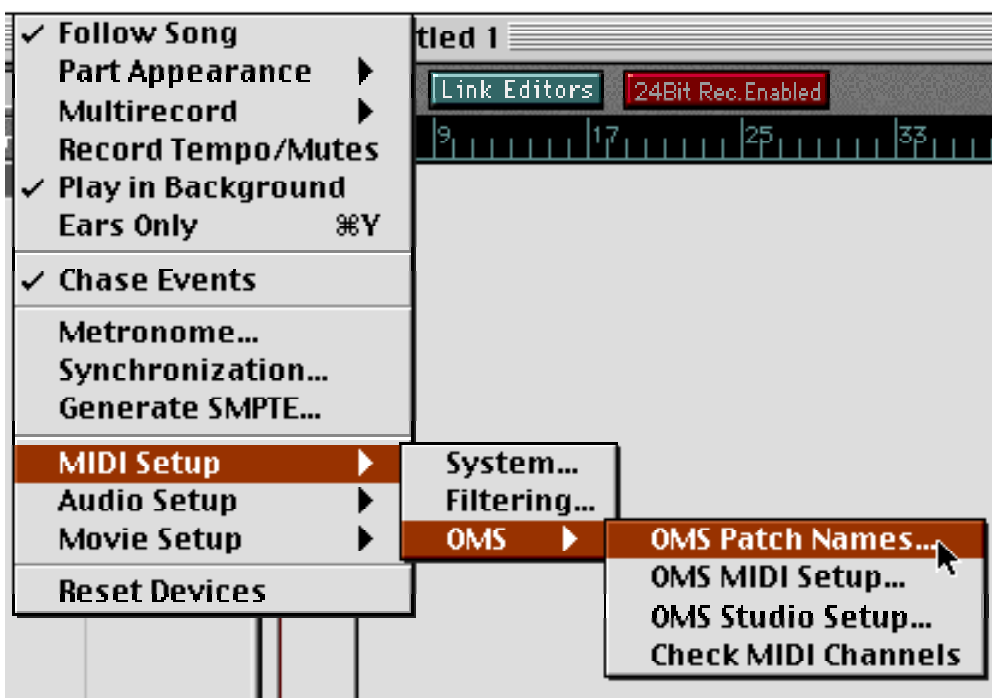 ✓ Follow Song
Part Appearance ▶
Multirecord ▶
Record Tempo/Mutes
✓ Play in Background
Ears Only ⌘Y
✓ Chase Events
Metronome...
Synchronization...
Generate SMPTE...
MIDI Setup ▶
Audio Setup ▶
Movie Setup ▶
Reset Devices
tled 1
Link Editors
24Bit Rec.Enabled
9 17 25 33
System...
Filtering...
OMS ▶
OMS Patch Names...
OMS MIDI Setup...
OMS Studio Setup...
Check MIDI Channels